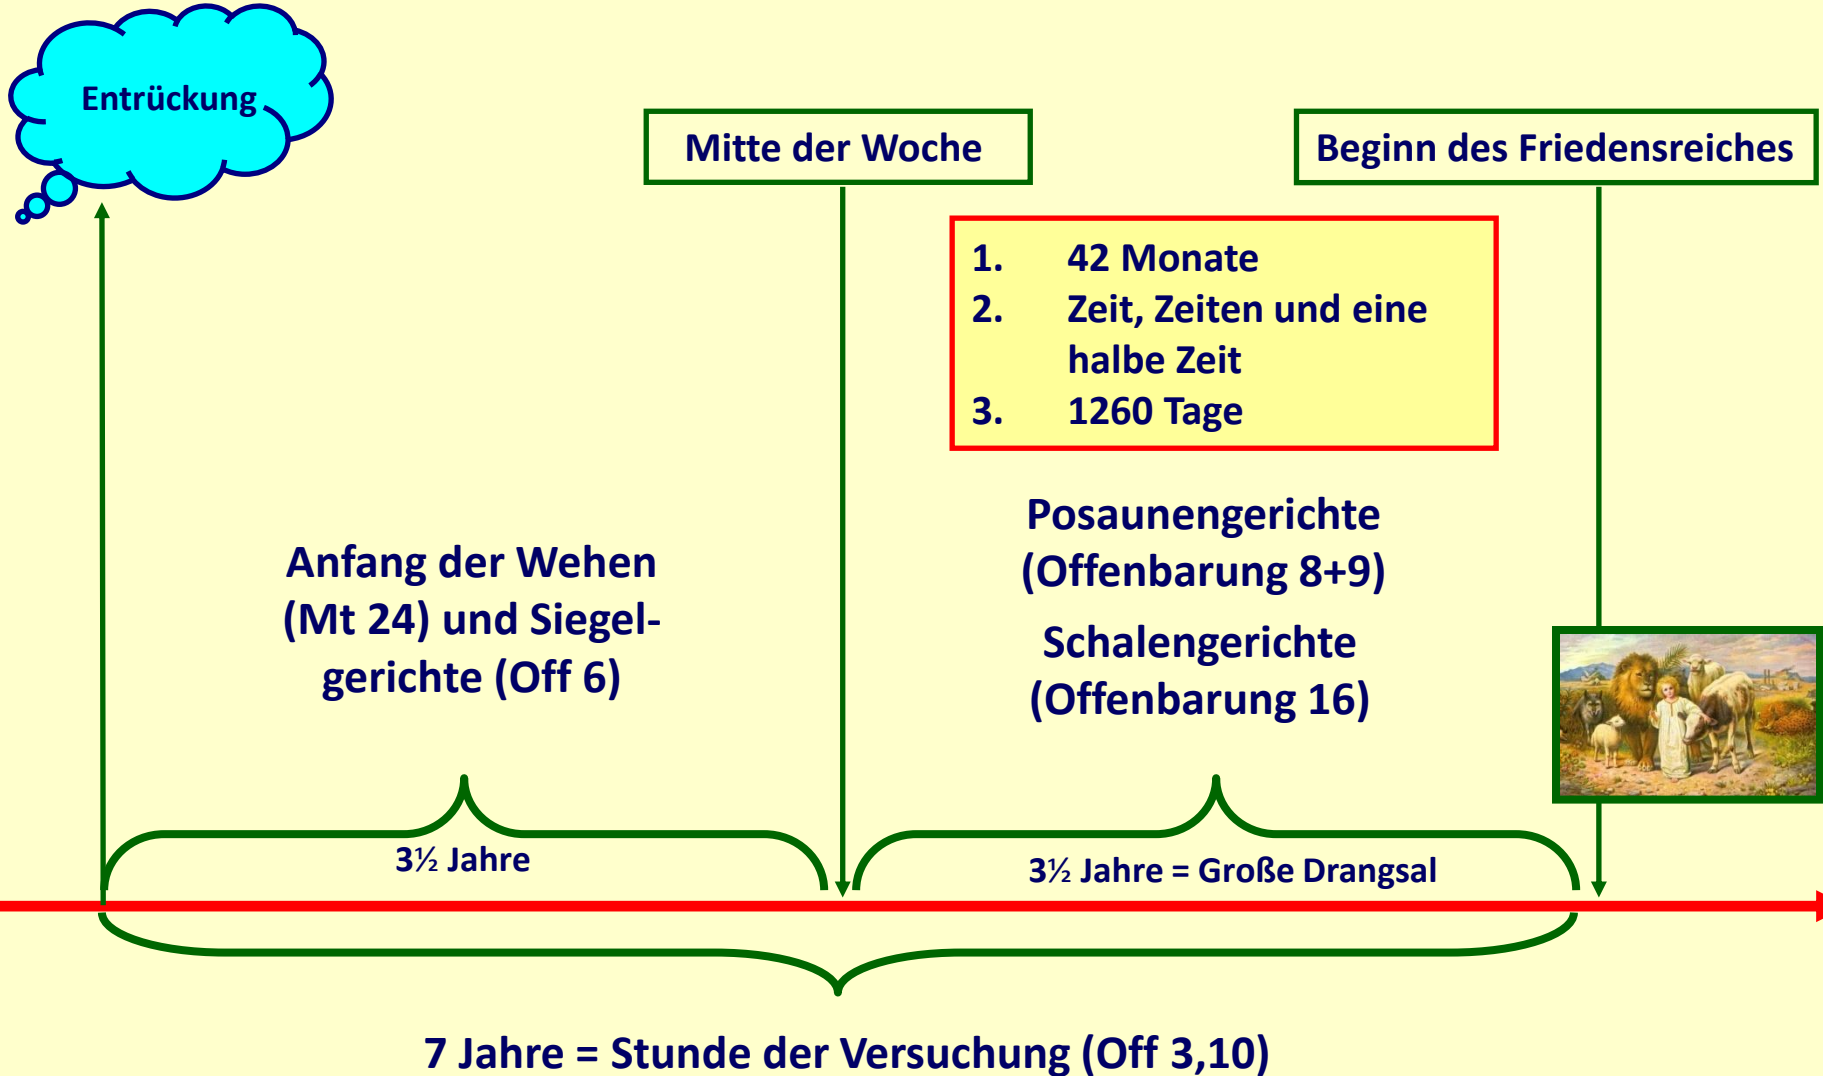 Entrückung
Mitte der Woche
Beginn des Friedensreiches
1. 42 Monate
2. Zeit, Zeiten und eine
halbe Zeit
3. 1260 Tage
Anfang der Wehen
(Mt 24) und Siegel-
gerichte (Off 6)
Posaunengerichte
(Offenbarung 8+9)
Schalengerichte
(Offenbarung 16)
3½ Jahre
3½ Jahre = Große Drangsal
7 Jahre = Stunde der Versuchung (Off 3,10)